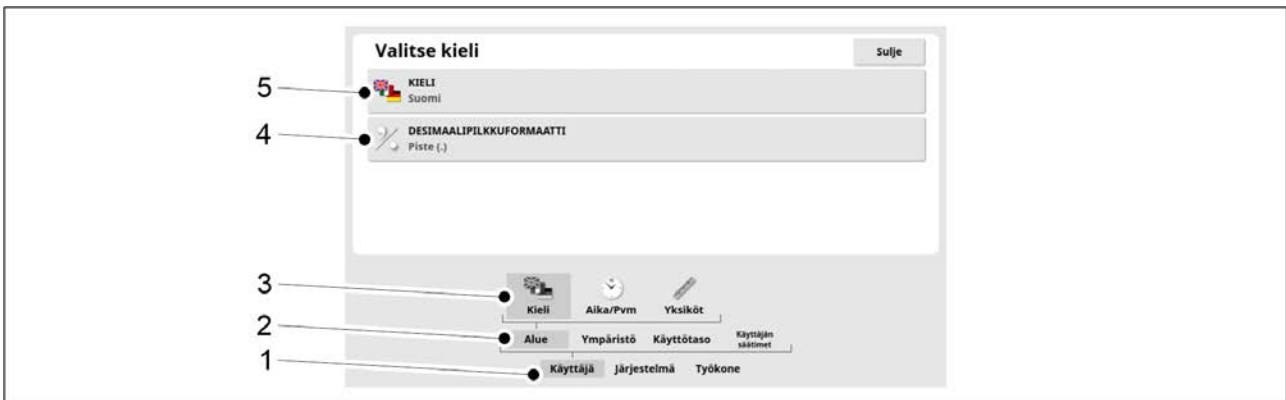 Valitse kieli
Sulje
5
KIELI
Suomi
4
DESIMAALIPILKKUFORMAATTI
Piste (.)
3
Kieli Aika/Pvm Yksiköt
2
Alue Ympäristö Käyttötaso Käyttäjän
säätimet
1
Käyttäjä Järjestelmä Työkone